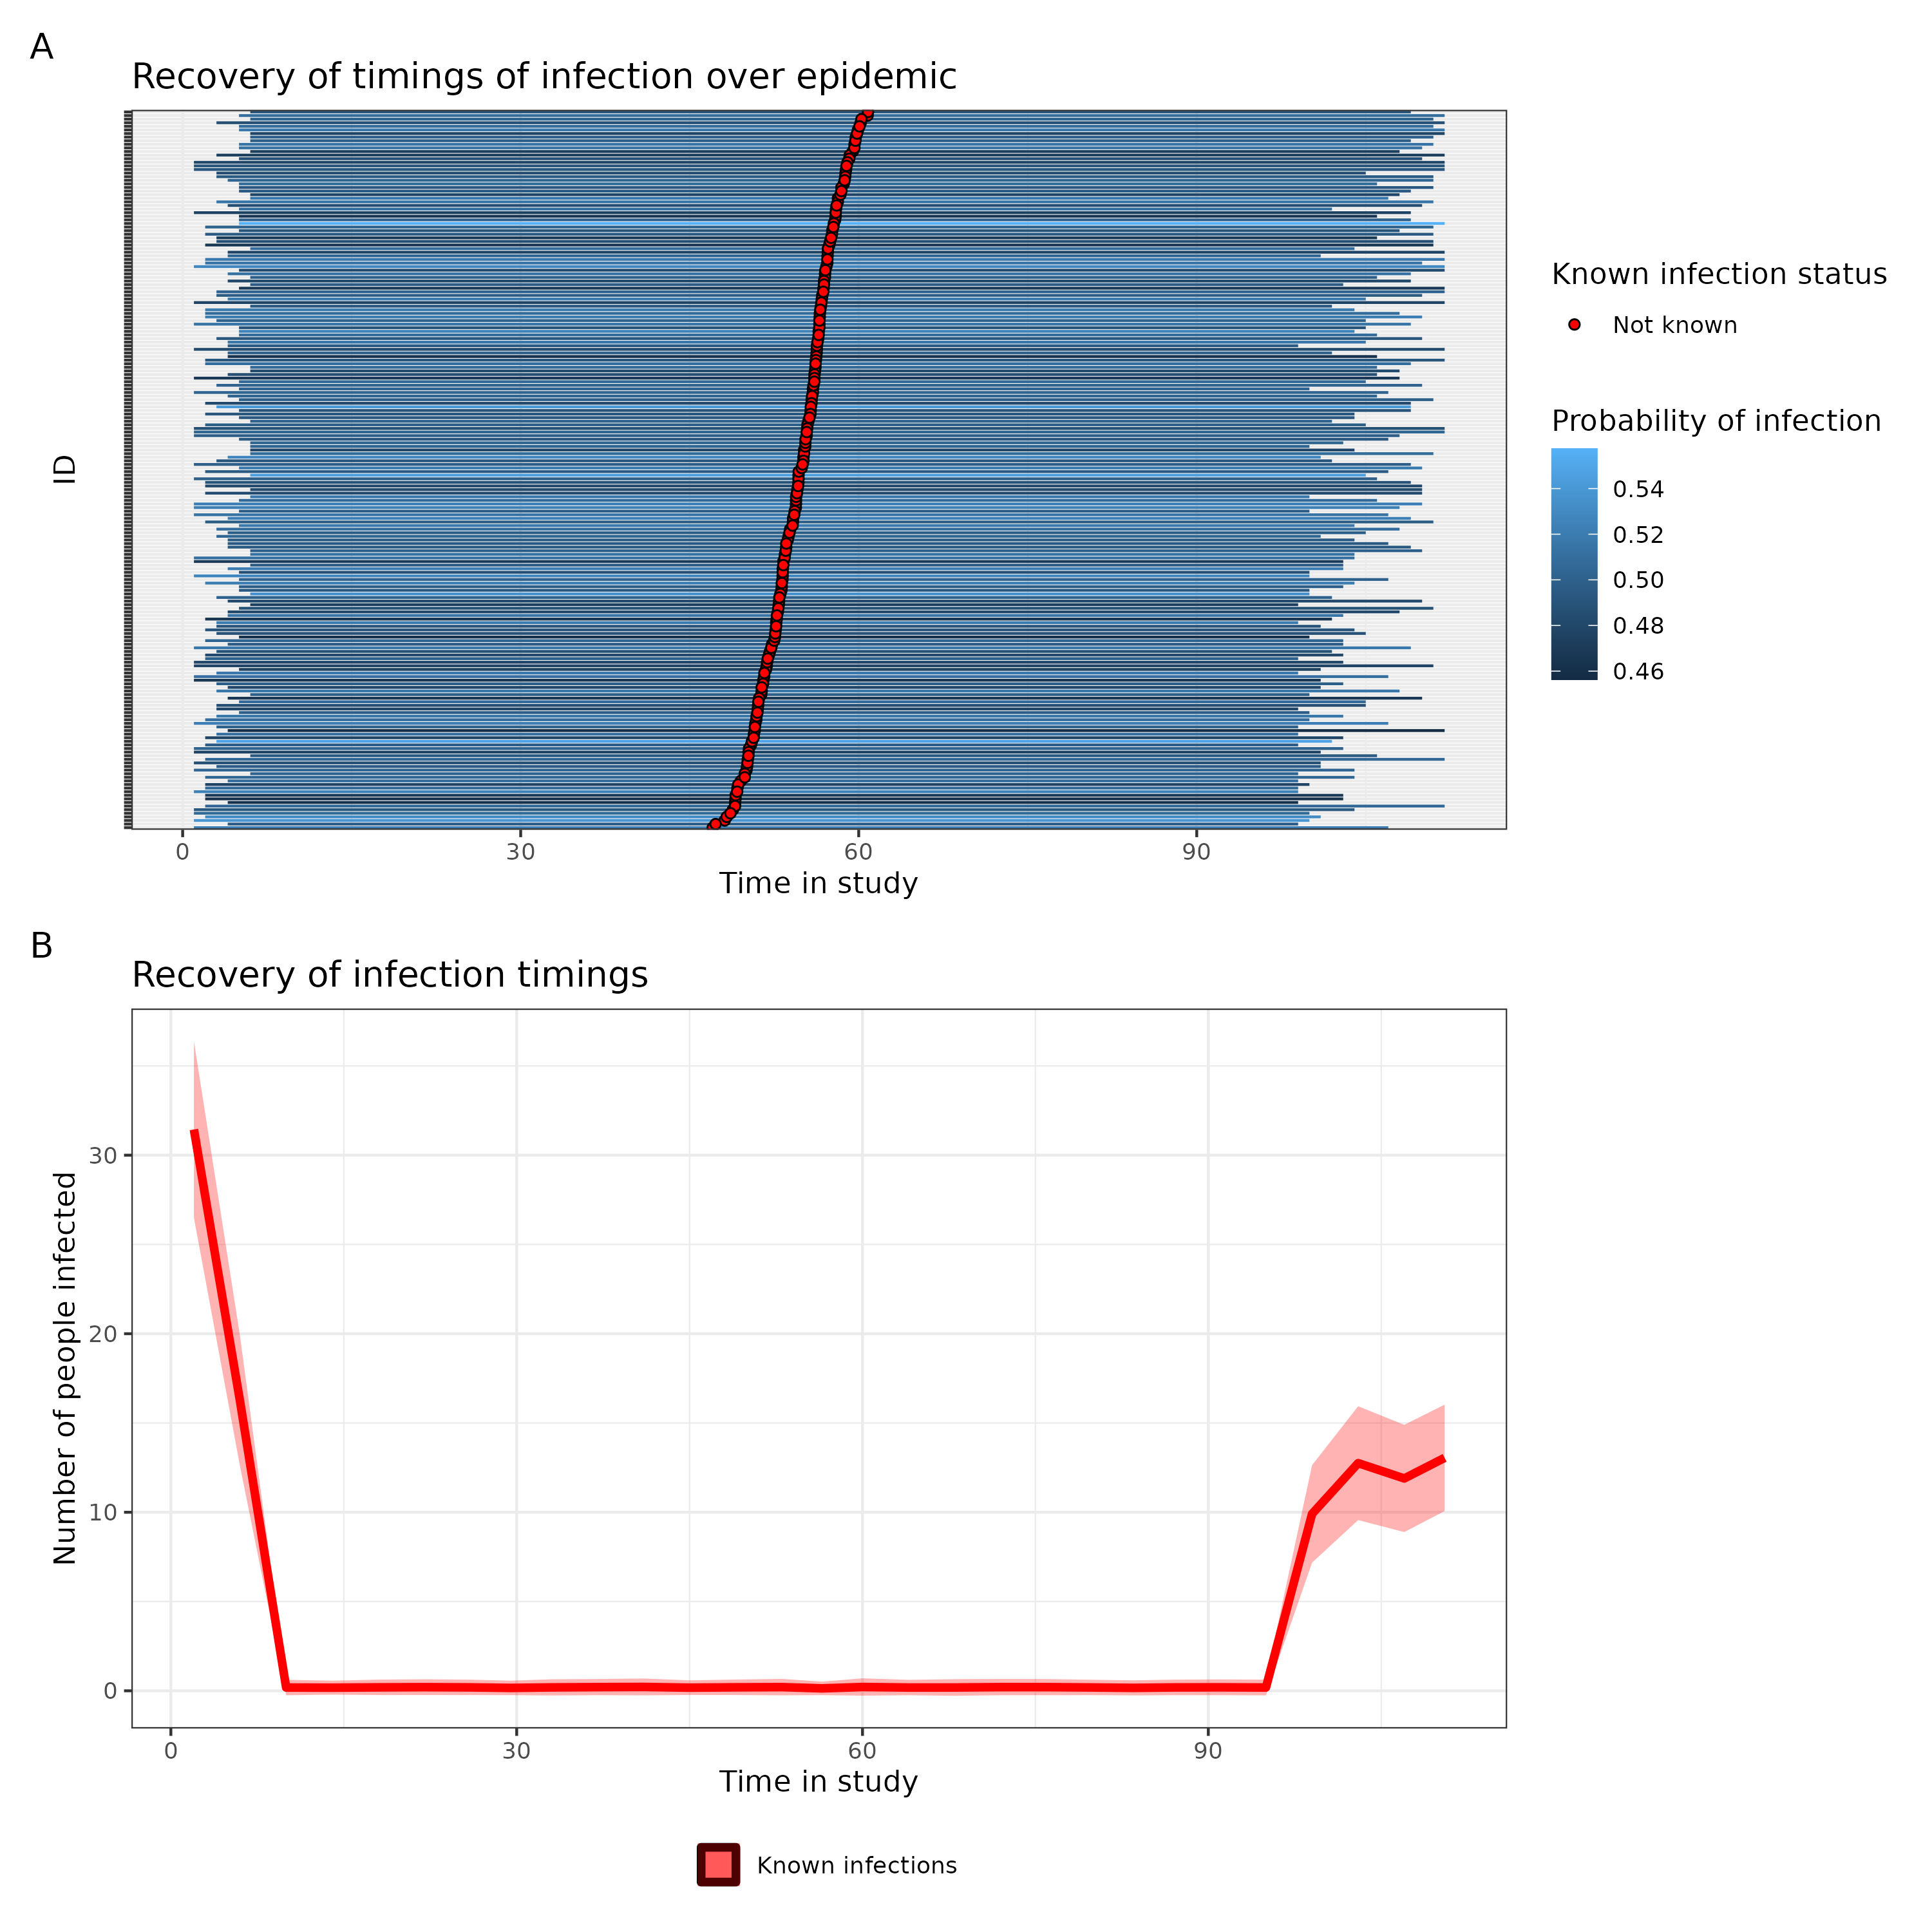 A
Recovery of timings of infection over epidemic
ID
0 30 60 90
Time in study
Known infection status
Not known
Probability of infection
0.54
0.52
0.50
0.48
0.46
B
Recovery of infection timings
Number of people infected
30
20
10
0
0 30 60 90
Time in study
Known infections